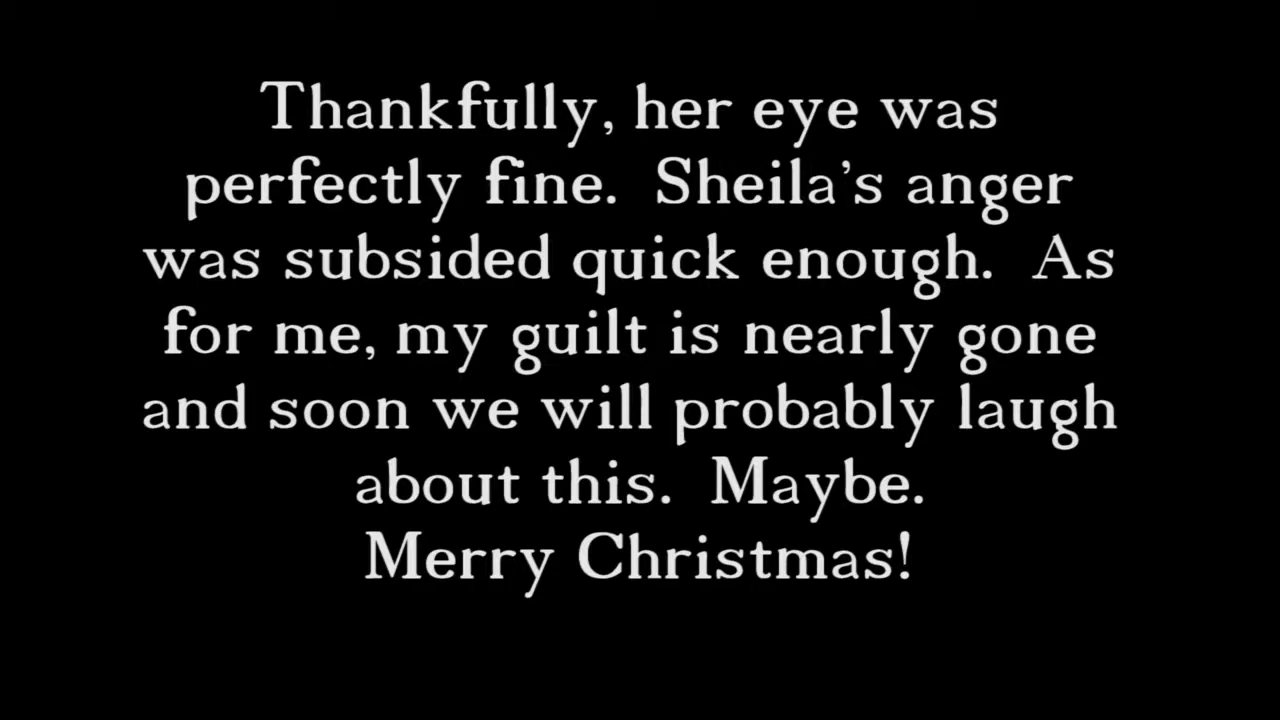 Thankfully, her eye was
perfectly fine.  Sheila’s anger
was subsided quick enough.  As
for me, my guilt is nearly gone
and soon we will probably laugh
about this.  Maybe.
Merry Christmas!